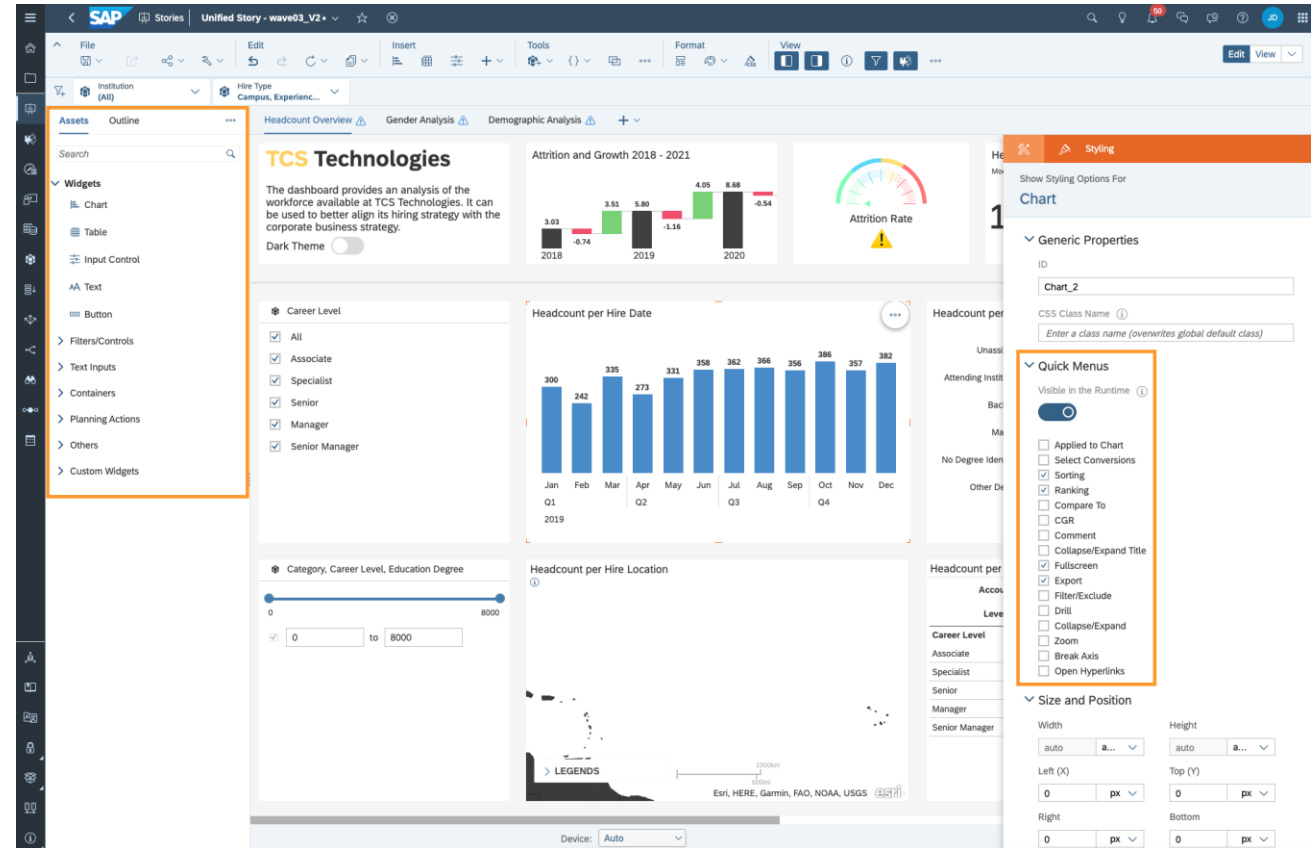 SAP Stories Unified Story - wave03_V2
50
JD
File Edit Insert Tools Format View
Edit View
Institution
(All)
Hire Type
Campus, Experienc...
Assets Outline
Search
Widgets
Chart
Table
Input Control
Text
Button
Filters/Controls
Text Inputs
Containers
Planning Actions
Others
Custom Widgets
Headcount Overview Gender Analysis Demographic Analysis
TCS Technologies
The dashboard provides an analysis of the
workforce available at TCS Technologies. It can
be used to better align its hiring strategy with the
corporate business strategy.
Dark Theme
Attrition and Growth 2018 - 2021
3.03 -0.74 3.51 5.80 -1.16 4.05 8.68 -0.54
2018 2019 2020
Attrition Rate
He
Mo
1
Career Level
All
Associate
Specialist
Senior
Manager
Senior Manager
Headcount per Hire Date
300 242 335 273 331 358 362 366 356 386 357 382
Jan Feb Mar Apr May Jun Jul Aug Sep Oct Nov Dec
Q1 Q2 Q3 Q4
2019
Headcount per
Unassi
Attending Instit
Bac
Ma
No Degree Iden
Other De
Category, Career Level, Education Degree
0 8000
0 to 8000
Headcount per Hire Location
LEGENDS
1000km
600mi
Esri, HERE, Garmin, FAO, NOAA, USGS esri
Headcount per
Accou
Leve
Career Level
Associate
Specialist
Senior
Manager
Senior Manager
Device: Auto
Styling
Show Styling Options For
Chart
Generic Properties
ID
Chart_2
CSS Class Name
Enter a class name (overwrites global default class)
Quick Menus
Visible in the Runtime
Applied to Chart
Select Conversions
Sorting
Ranking
Compare To
CGR
Comment
Collapse/Expand Title
Fullscreen
Export
Filter/Exclude
Drill
Collapse/Expand
Zoom
Break Axis
Open Hyperlinks
Size and Position
Width Height
auto a... auto a...
Left (X) Top (Y)
0 px 0 px
Right Bottom
0 px 0 px